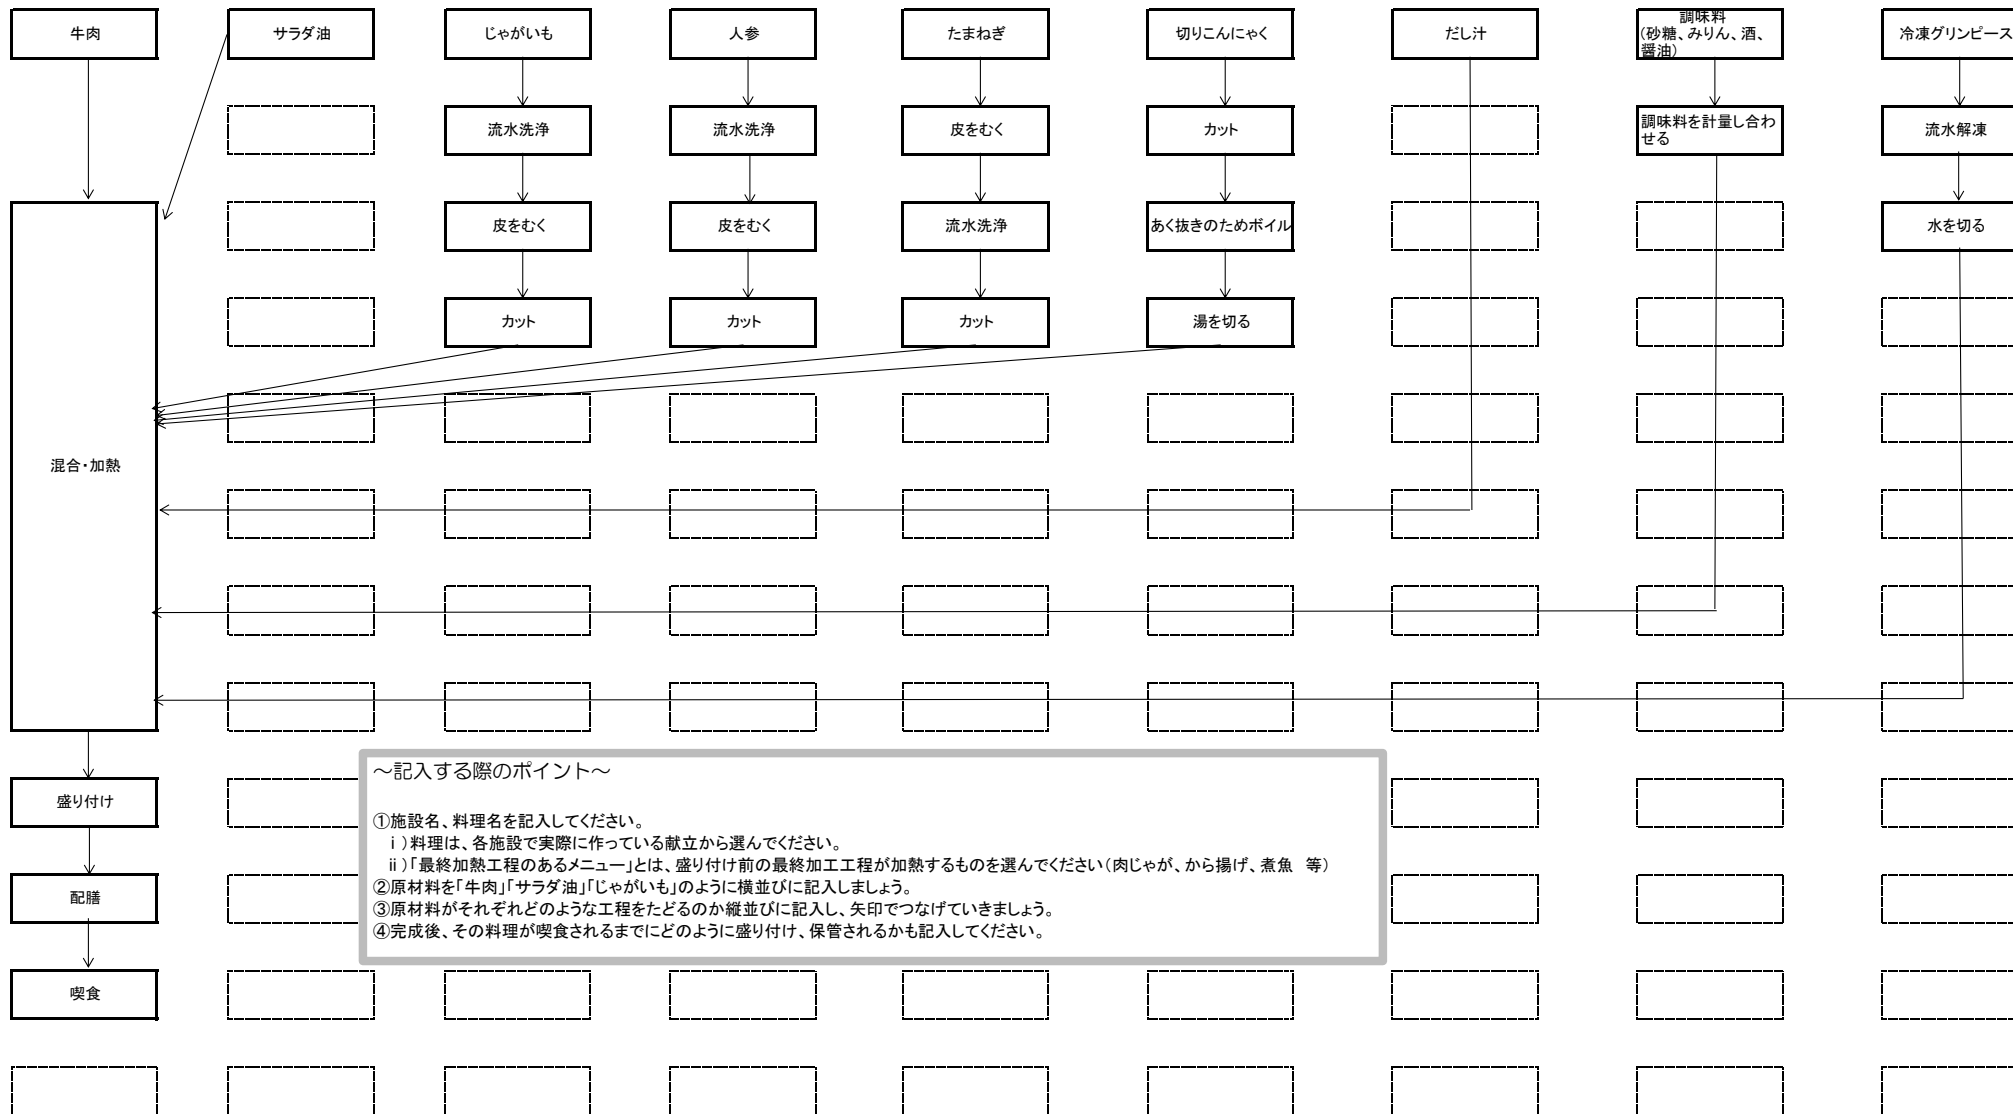 牛肉
サラダ油
じゃがいも
人参
たまねぎ
切りこんにゃく
だし汁
調味料
(砂糖、みりん、酒、
醤油)
冷凍グリンピース
流水洗浄
流水洗浄
皮をむく
カット
調味料を計量し合わ
せる
流水解凍
皮をむく
皮をむく
流水洗浄
あく抜きのためボイル
水を切る
カット
カット
カット
湯を切る
混合・加熱
盛り付け
配膳
喫食
～記入する際のポイント～
①施設名、料理名を記入してください。
ⅰ)料理は、各施設で実際に作っている献立から選んでください。
ⅱ)「最終加熱工程のあるメニュー」とは、盛り付け前の最終加工工程が加熱するものを選んでください(肉じゃが、から揚げ、煮魚　等)
②原材料を「牛肉」「サラダ油」「じゃがいも」のように横並びに記入しましょう。
③原材料がそれぞれどのような工程をたどるのか縦並びに記入し、矢印でつなげていきましょう。
④完成後、その料理が喫食されるまでにどのように盛り付け、保管されるかも記入してください。